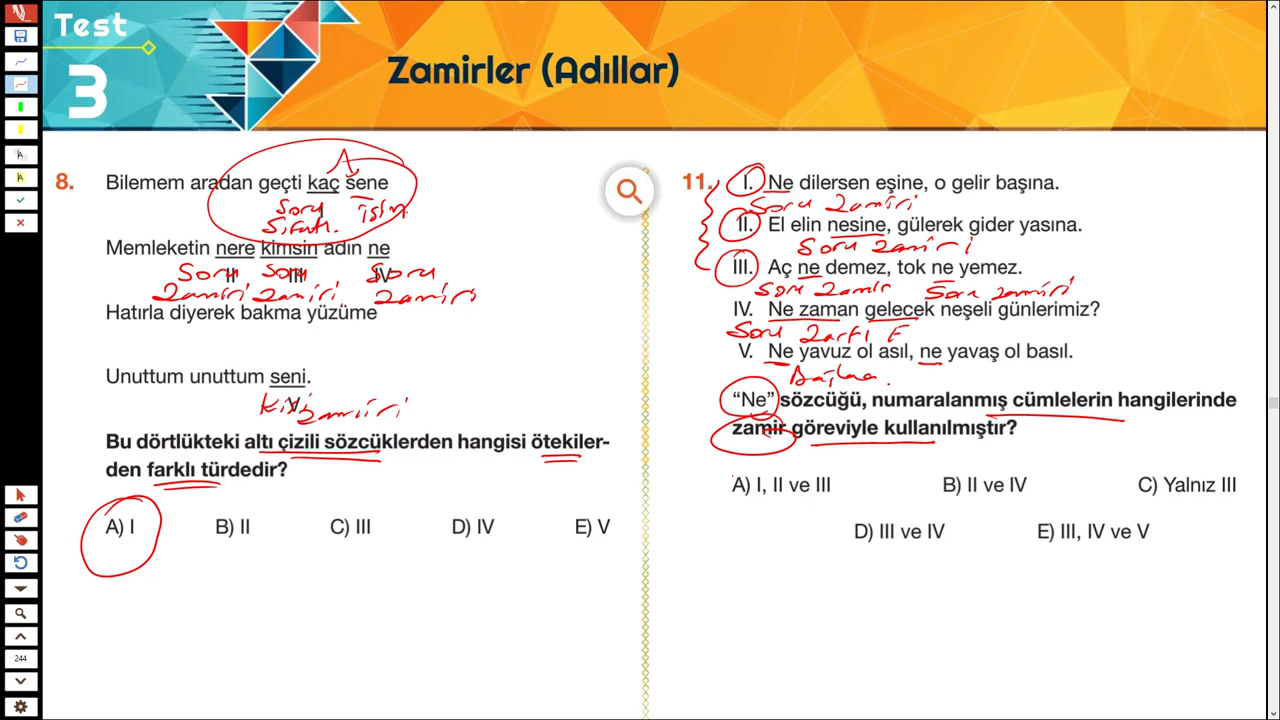 Test
3
Zamirler (Adıllar)
8. Bilemem aradan geçti kaç sene
A
Soru Sıfatı. isim
Memleketin nere kimsin adın ne
II III IV
Soru zamiri Soru zamiri Soru zamiri
Hatırla diyerek bakma yüzüme
Unuttum unuttum seni.
V
Kişi zamiri
Bu dörtlükteki altı çizili sözcüklerden hangisi ötekiler-
den farklı türdedir?
A) I B) II C) III D) IV E) V
11. I. Ne dilersen eşine, o gelir başına.
Soru zamiri
II. El elin nesine, gülerek gider yasına.
Soru zamiri
III. Aç ne demez, tok ne yemez.
Soru zamir Soru zamiri
IV. Ne zaman gelecek neşeli günlerimiz?
Soru zarfı F
V. Ne yavuz ol asıl, ne yavaş ol basıl.
Bağlaç.
“Ne” sözcüğü, numaralanmış cümlelerin hangilerinde
zamir göreviyle kullanılmıştır?
A) I, II ve III B) II ve IV C) Yalnız III
D) III ve IV E) III, IV ve V
244